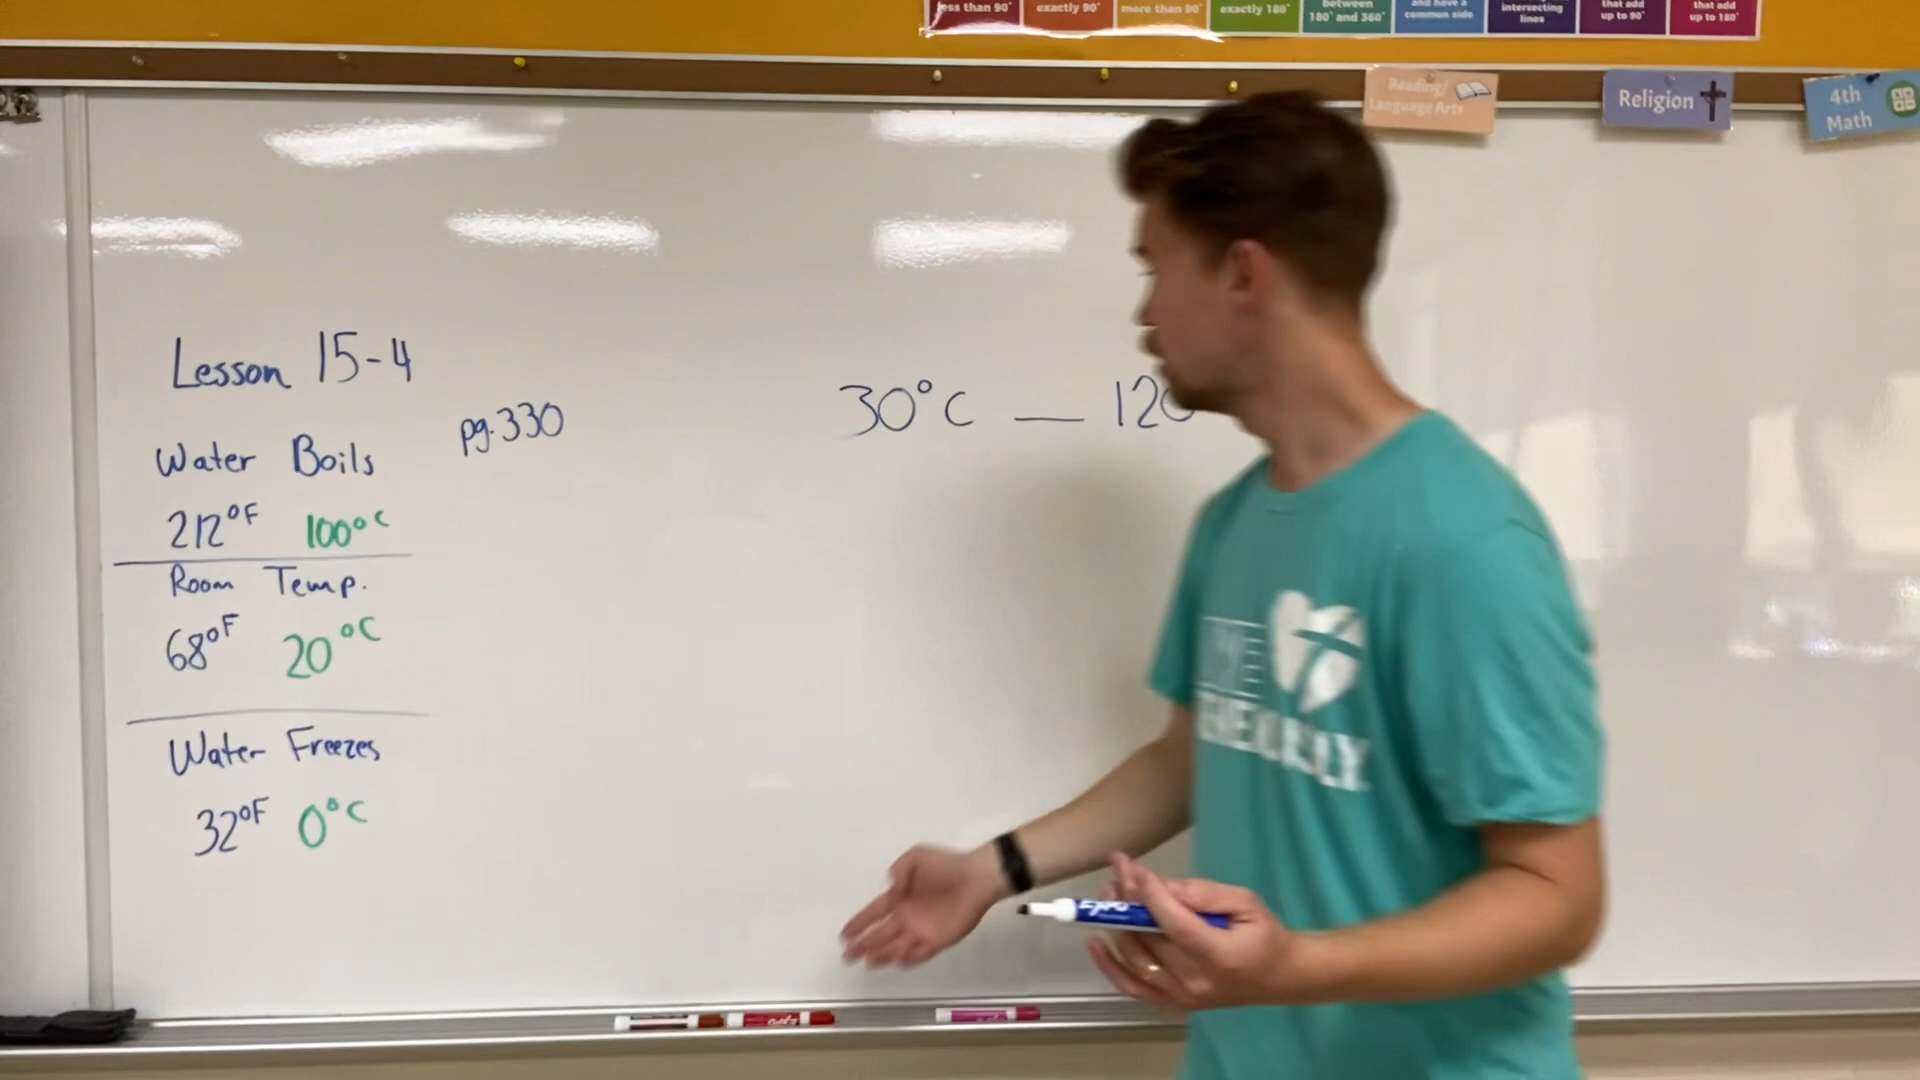 less than 90°
exactly 90°
more than 90°
exactly 180°
between
180° and 360°
and have a
common side
intersecting
lines
that add
up to 90°
that add
up to 180°
Reading/
Language Arts
Religion
4th
Math
Lesson 15-4
pg.330
Water Boils
212°F 100°C
Room Temp.
68°F 20°C
Water Freezes
32°F 0°C
30°C — 120
Expo